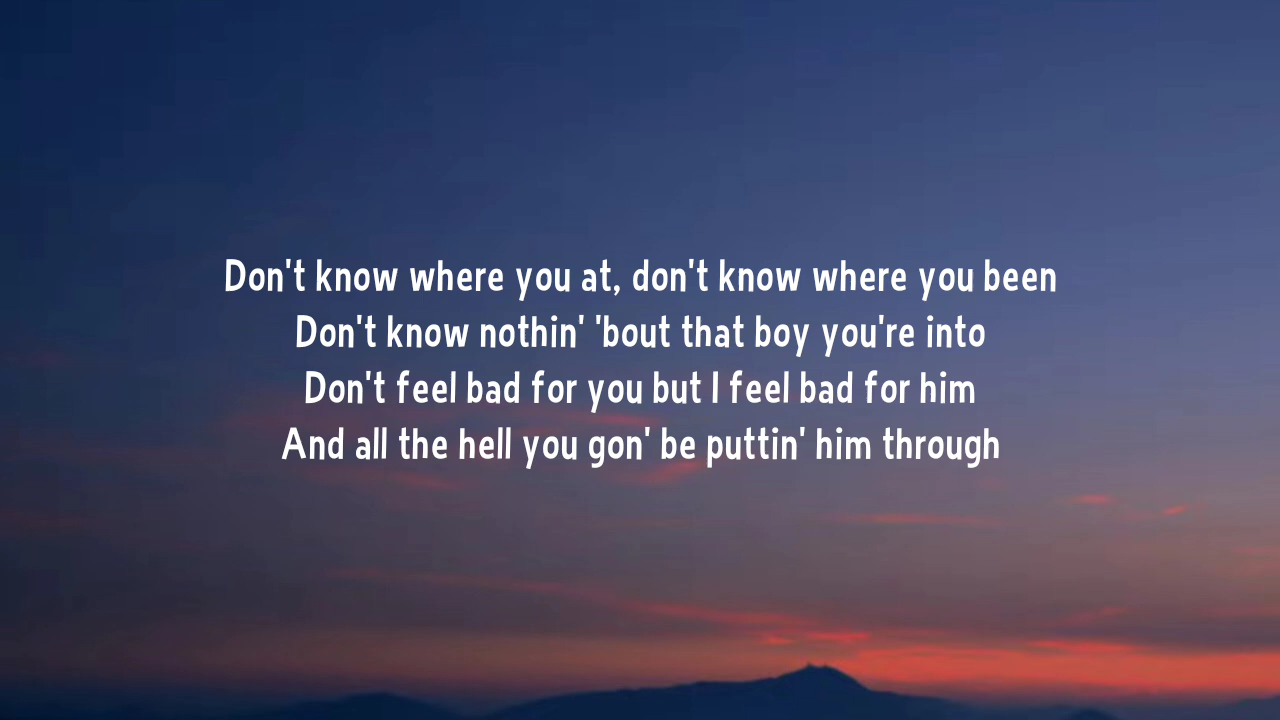 Don't know where you at, don't know where you been
Don't know nothin' 'bout that boy you're into
Don't feel bad for you but I feel bad for him
And all the hell you gon' be puttin' him through